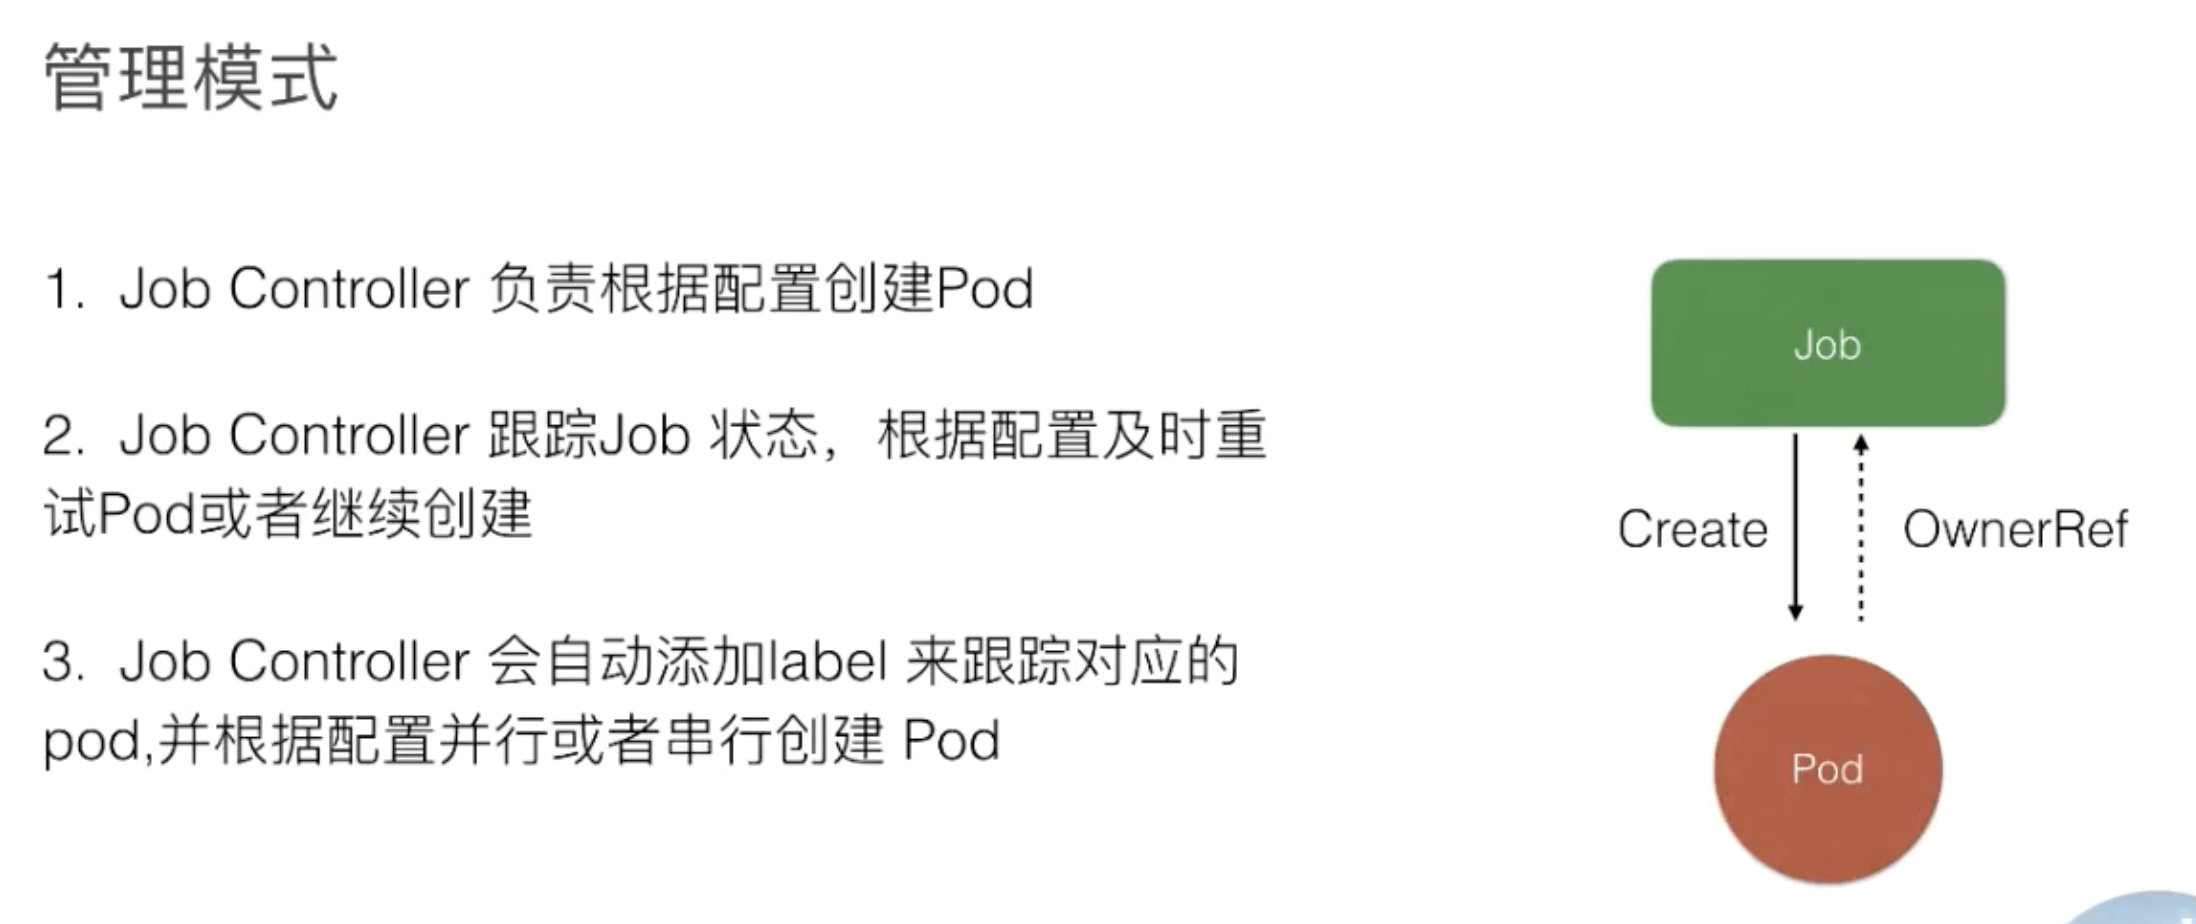 管理模式
1. Job Controller 负责根据配置创建Pod
2. Job Controller 跟踪Job 状态，根据配置及时重
试Pod或者继续创建
3. Job Controller 会自动添加label 来跟踪对应的
pod,并根据配置并行或者串行创建 Pod
Job
Create
OwnerRef
Pod